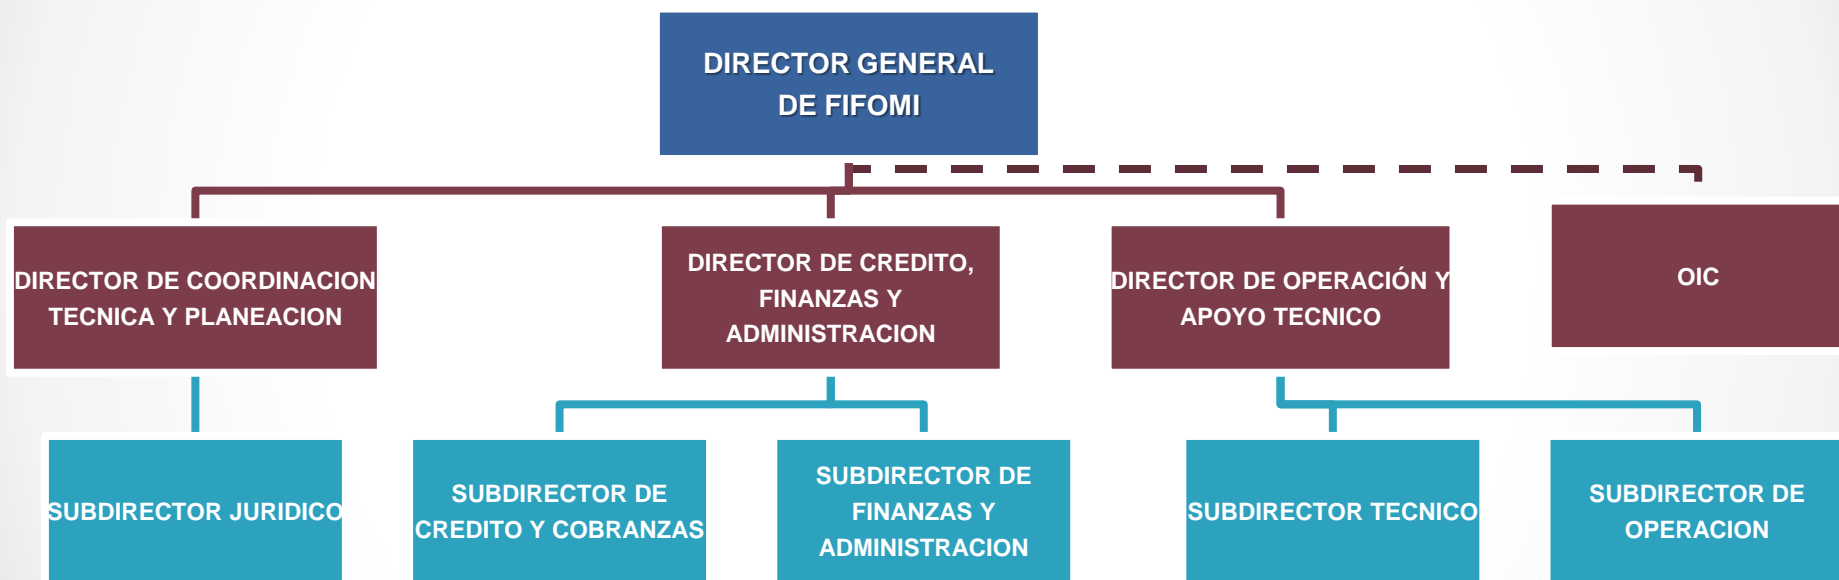 DIRECTOR GENERAL
DE FIFOMI
DIRECTOR DE COORDINACION
TECNICA Y PLANEACION
DIRECTOR DE CREDITO,
FINANZAS Y
ADMINISTRACION
DIRECTOR DE OPERACIÓN Y
APOYO TECNICO
OIC
SUBDIRECTOR JURIDICO
SUBDIRECTOR DE
CREDITO Y COBRANZAS
SUBDIRECTOR DE
FINANZAS Y
ADMINISTRACION
SUBDIRECTOR TECNICO
SUBDIRECTOR DE
OPERACION